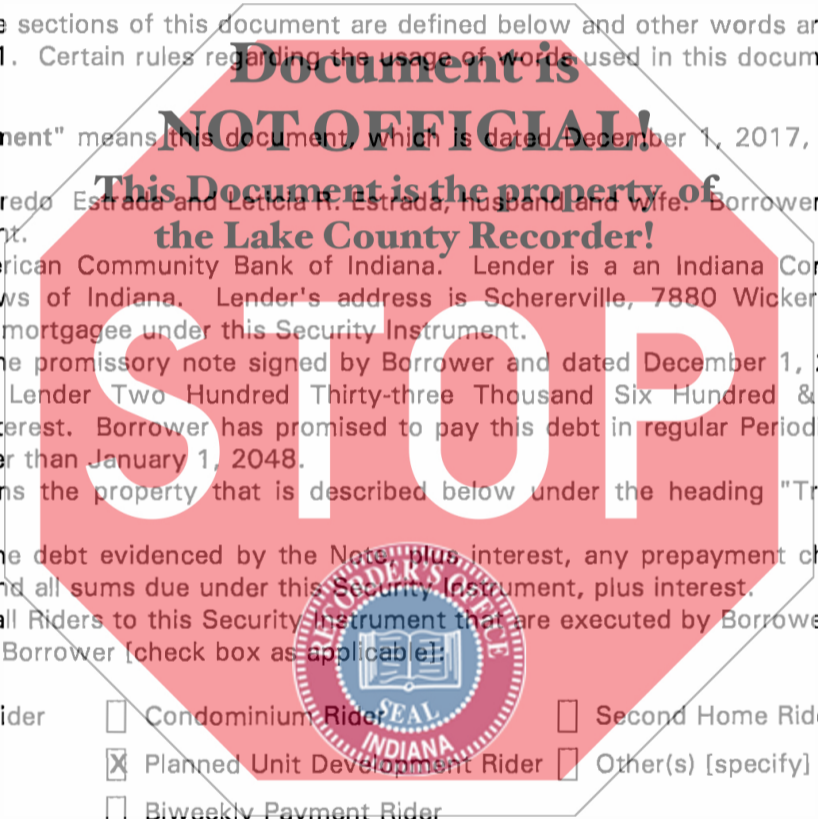 sections of this document are defined below and other words ar
1. Certain rules regarding the usage of words used in this docum
Document is
NOT OFFICIAL!
nent" means this document, which is dated December 1, 2017,
This Document is the property of
redo Estrada and Leticia R. Estrada, husband and wife. Borrower
the Lake County Recorder!
nt.
rican Community Bank of Indiana. Lender is a an Indiana Cor
ws of Indiana. Lender's address is Schererville, 7880 Wicker
mortgagee under this Security Instrument.
STOP
e promissory note signed by Borrower and dated December 1,
Lender Two Hundred Thirty-three Thousand Six Hundred &
erest. Borrower has promised to pay this debt in regular Period
er than January 1, 2048.
ns the property that is described below under the heading "Tr
e debt evidenced by the Note, plus interest, any prepayment ch
nd all sums due under this Security Instrument, plus interest.
all Riders to this Security Instrument that are executed by Borrowe
Borrower [check box as applicable]:
RECORDER'S OFFICE
SEAL
INDIANA
ider Condominium Rider Second Home Rid
X Planned Unit Development Rider Other(s) [specify]
Biweekly Payment Rider